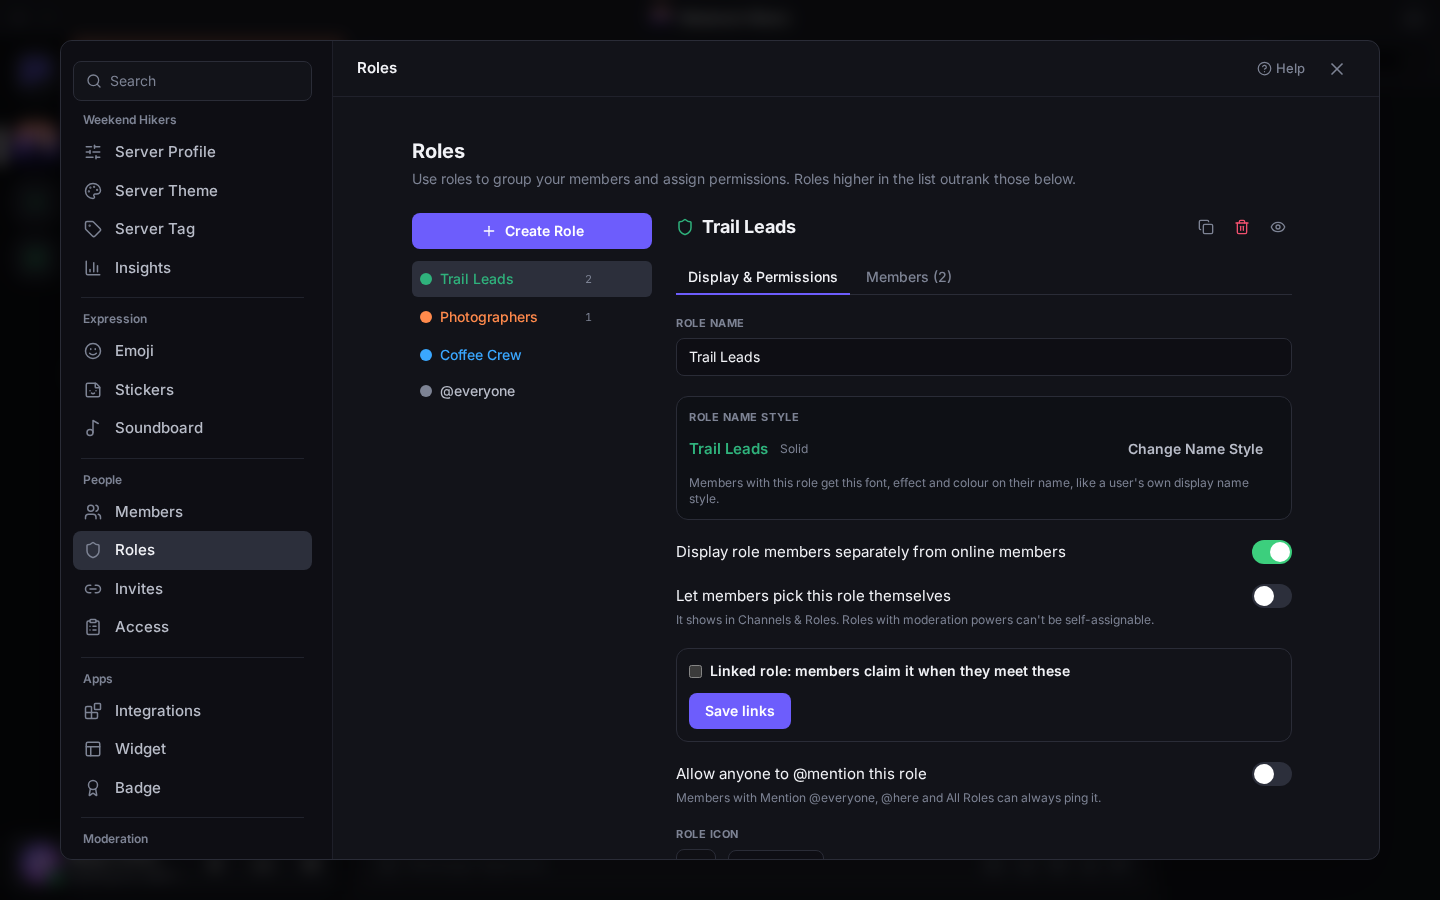 Search
Weekend Hikers
Server Profile
Server Theme
Server Tag
Insights
Expression
Emoji
Stickers
Soundboard
People
Members
Roles
Invites
Access
Apps
Integrations
Widget
Badge
Moderation
Roles
Help
Roles
Use roles to group your members and assign permissions. Roles higher in the list outrank those below.
Create Role
Trail Leads 2
Photographers 1
Coffee Crew
@everyone
Trail Leads
Display & Permissions Members (2)
ROLE NAME
Trail Leads
ROLE NAME STYLE
Trail Leads Solid Change Name Style
Members with this role get this font, effect and colour on their name, like a user's own display name
style.
Display role members separately from online members
Let members pick this role themselves
It shows in Channels & Roles. Roles with moderation powers can't be self-assignable.
Linked role: members claim it when they meet these
Save links
Allow anyone to @mention this role
Members with Mention @everyone, @here and All Roles can always ping it.
ROLE ICON